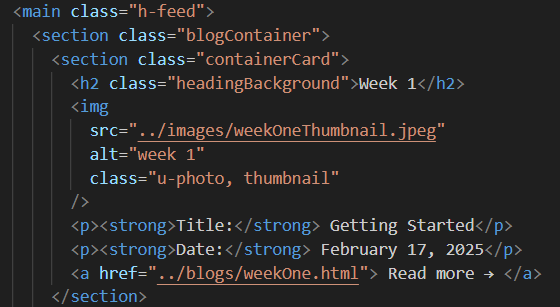 <main class="h-feed">
<section class="blogContainer">
<section class="containerCard">
<h2 class="headingBackground">Week 1</h2>
<img
src="../images/weekOneThumbnail.jpeg"
alt="week 1"
class="u-photo, thumbnail"
/>
<p><strong>Title:</strong> Getting Started</p>
<p><strong>Date:</strong> February 17, 2025</p>
<a href="../blogs/weekOne.html"> Read more → </a>
</section>